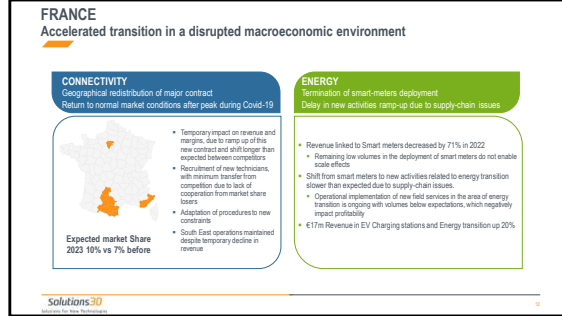 FRANCE
Accelerated transition in a disrupted macroeconomic environment
CONNECTIVITY
Geographical redistribution of major contract
Return to normal market conditions after peak during Covid-19
• Temporary impact on revenue and
margins, due to ramp up of this
new contract and shift longer than
expected between competitors
• Recruitment of new technicians,
with minimum transfer from
competition due to lack of
cooperation from market share
losers
• Adaptation of procedures to new
constraints
• South East operations maintained
despite temporary decline in
revenue
Expected market Share
2023 10% vs 7% before
ENERGY
Termination of smart-meters deployment
Delay in new activities ramp-up due to supply-chain issues
• Revenue linked to Smart meters decreased by 71% in 2022
• Remaining low volumes in the deployment of smart meters do not enable
scale effects
• Shift from smart meters to new activities related to energy transition
slower than expected due to supply-chain issues.
• Operational implementation of new field services in the area of energy
transition is ongoing with volumes below expectations, which negatively
impact profitability
• €17m Revenue in EV Charging stations and Energy transition up 20%
Solutions30
Solutions for New Technologies